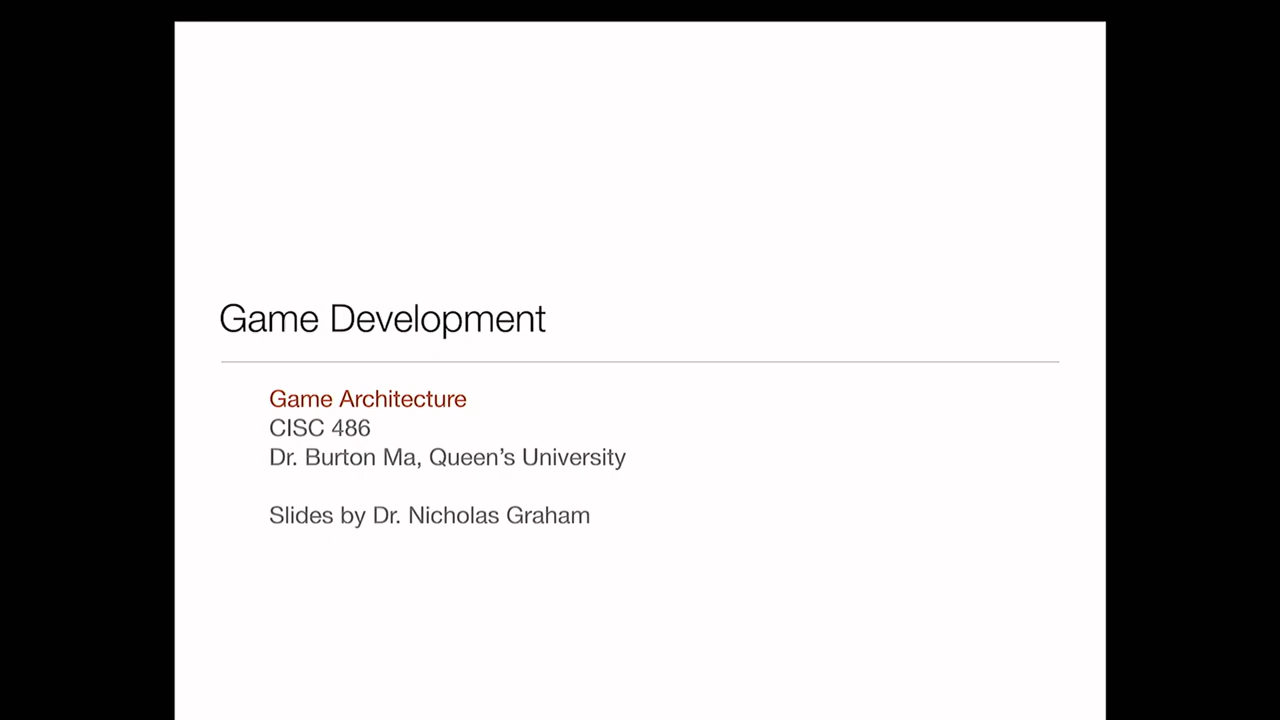 Game Development
Game Architecture
CISC 486
Dr. Burton Ma, Queen’s University
Slides by Dr. Nicholas Graham